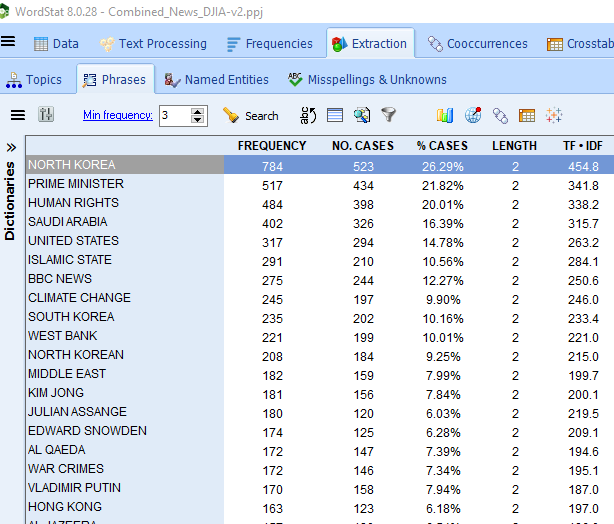 WordStat 8.0.28 - Combined_News_DJIA-v2.ppj
Data Text Processing Frequencies Extraction Cooccurrences Crosstab
Topics Phrases Named Entities Misspellings & Unknowns
Min frequency: 3 Search abc
Dictionaries
FREQUENCY NO. CASES % CASES LENGTH TF • IDF
NORTH KOREA 784 523 26.29% 2 454.8
PRIME MINISTER 517 434 21.82% 2 341.8
HUMAN RIGHTS 484 398 20.01% 2 338.2
SAUDI ARABIA 402 326 16.39% 2 315.7
UNITED STATES 317 294 14.78% 2 263.2
ISLAMIC STATE 291 210 10.56% 2 284.1
BBC NEWS 275 244 12.27% 2 250.6
CLIMATE CHANGE 245 197 9.90% 2 246.0
SOUTH KOREA 235 202 10.16% 2 233.4
WEST BANK 221 199 10.01% 2 221.0
NORTH KOREAN 208 184 9.25% 2 215.0
MIDDLE EAST 182 159 7.99% 2 199.7
KIM JONG 181 156 7.84% 2 200.1
JULIAN ASSANGE 180 120 6.03% 2 219.5
EDWARD SNOWDEN 174 125 6.28% 2 209.1
AL QAEDA 172 147 7.39% 2 194.6
WAR CRIMES 172 146 7.34% 2 195.1
VLADIMIR PUTIN 170 158 7.94% 2 187.0
HONG KONG 163 123 6.18% 2 197.0